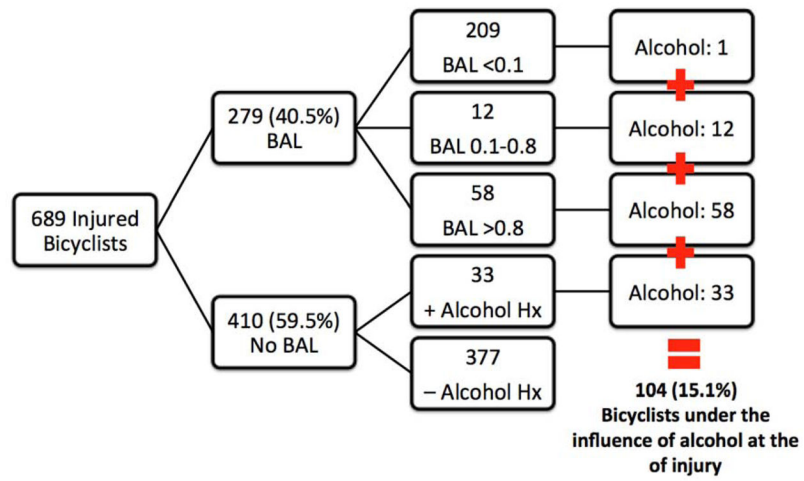 689 Injured
Bicyclists
279 (40.5%)
BAL
410 (59.5%)
No BAL
209
BAL <0.1
12
BAL 0.1-0.8
58
BAL >0.8
33
+ Alcohol Hx
377
– Alcohol Hx
Alcohol: 1
+
Alcohol: 12
+
Alcohol: 58
+
Alcohol: 33
=
104 (15.1%)
Bicyclists under the
influence of alcohol at the
of injury